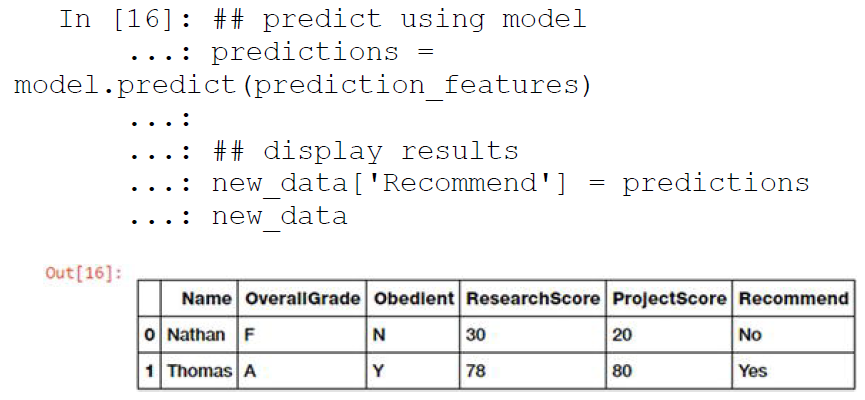 In [16]: ## predict using model
...: predictions =
model.predict(prediction_features)
...:
...: ## display results
...: new_data['Recommend'] = predictions
...: new_data
Out[16]:
Name OverallGrade Obedient ResearchScore ProjectScore Recommend
0 Nathan F N 30 20 No
1 Thomas A Y 78 80 Yes